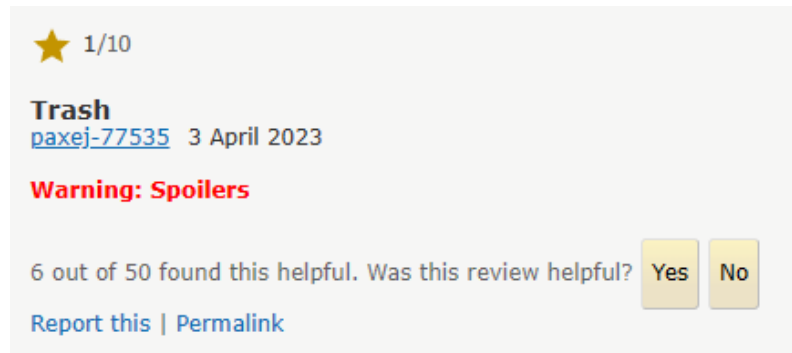 1/10
Trash
paxej-77535 3 April 2023
Warning: Spoilers
6 out of 50 found this helpful. Was this review helpful? Yes No
Report this | Permalink